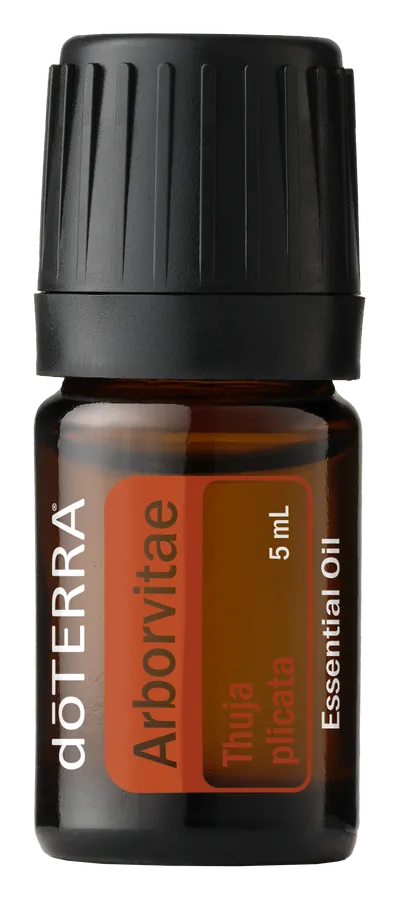 dōTERRA®
Arborvitae
Thuja
plicata
5 mL
Essential Oil